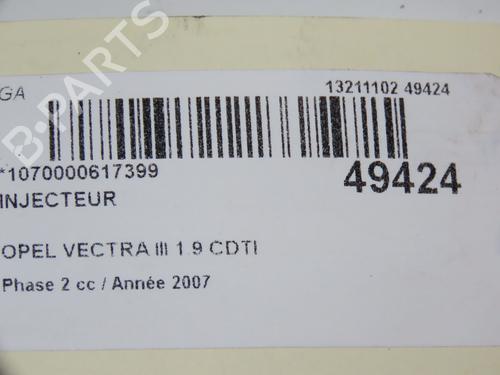 GA
13211102 49424
*1070000617399
49424
INJECTEUR
OPEL VECTRA III 1.9 CDTI
Phase 2 cc / Année 2007
B-PARTS